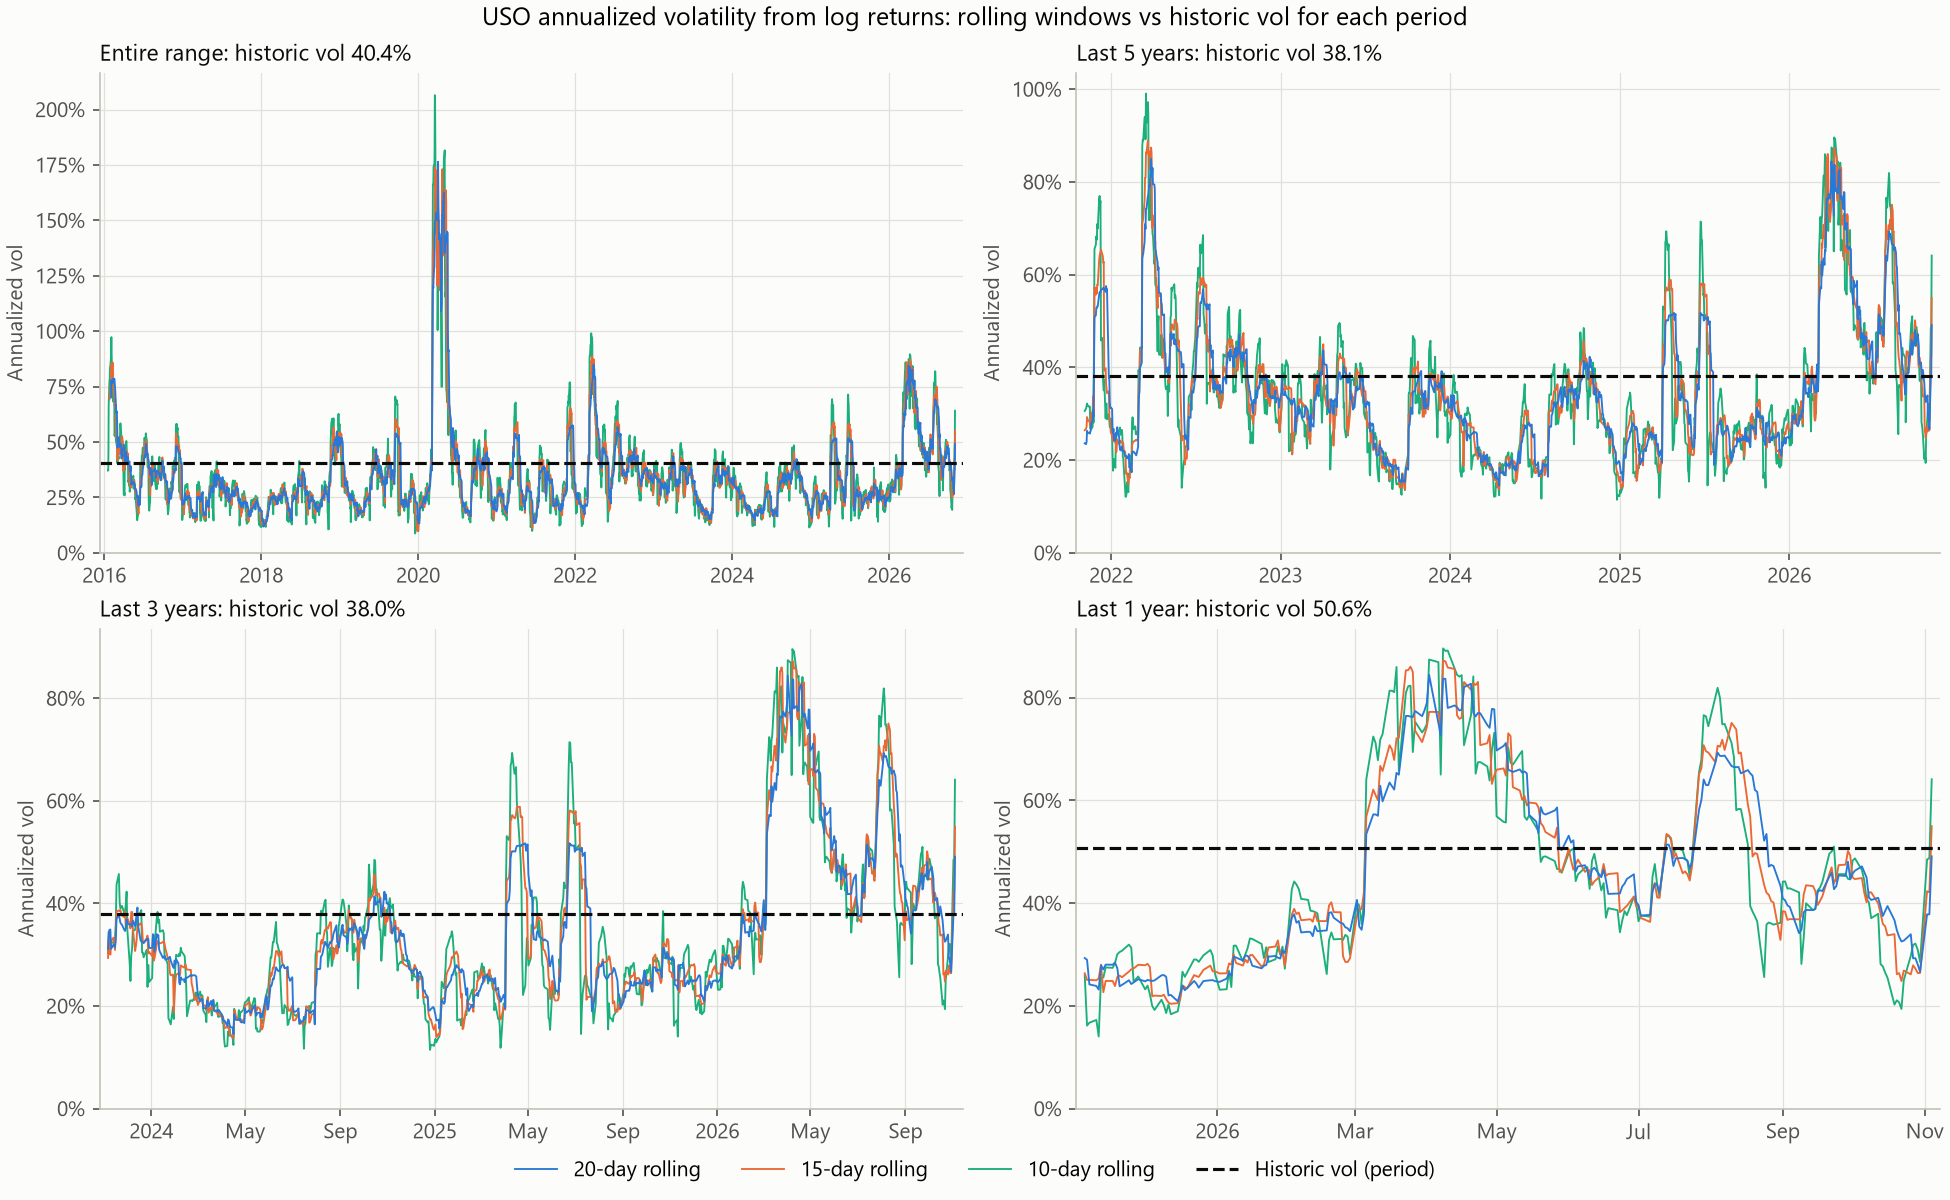 USO annualized volatility from log returns: rolling windows vs historic vol for each period
Entire range: historic vol 40.4%
Annualized vol
200%
175%
150%
125%
100%
75%
50%
25%
0%
2016 2018 2020 2022 2024 2026
Last 5 years: historic vol 38.1%
Annualized vol
100%
80%
60%
40%
20%
0%
2022 2023 2024 2025 2026
Last 3 years: historic vol 38.0%
Annualized vol
80%
60%
40%
20%
0%
2024 May Sep 2025 May Sep 2026 May Sep
Last 1 year: historic vol 50.6%
Annualized vol
80%
60%
40%
20%
0%
2026 Mar May Jul Sep Nov
20-day rolling 15-day rolling 10-day rolling Historic vol (period)